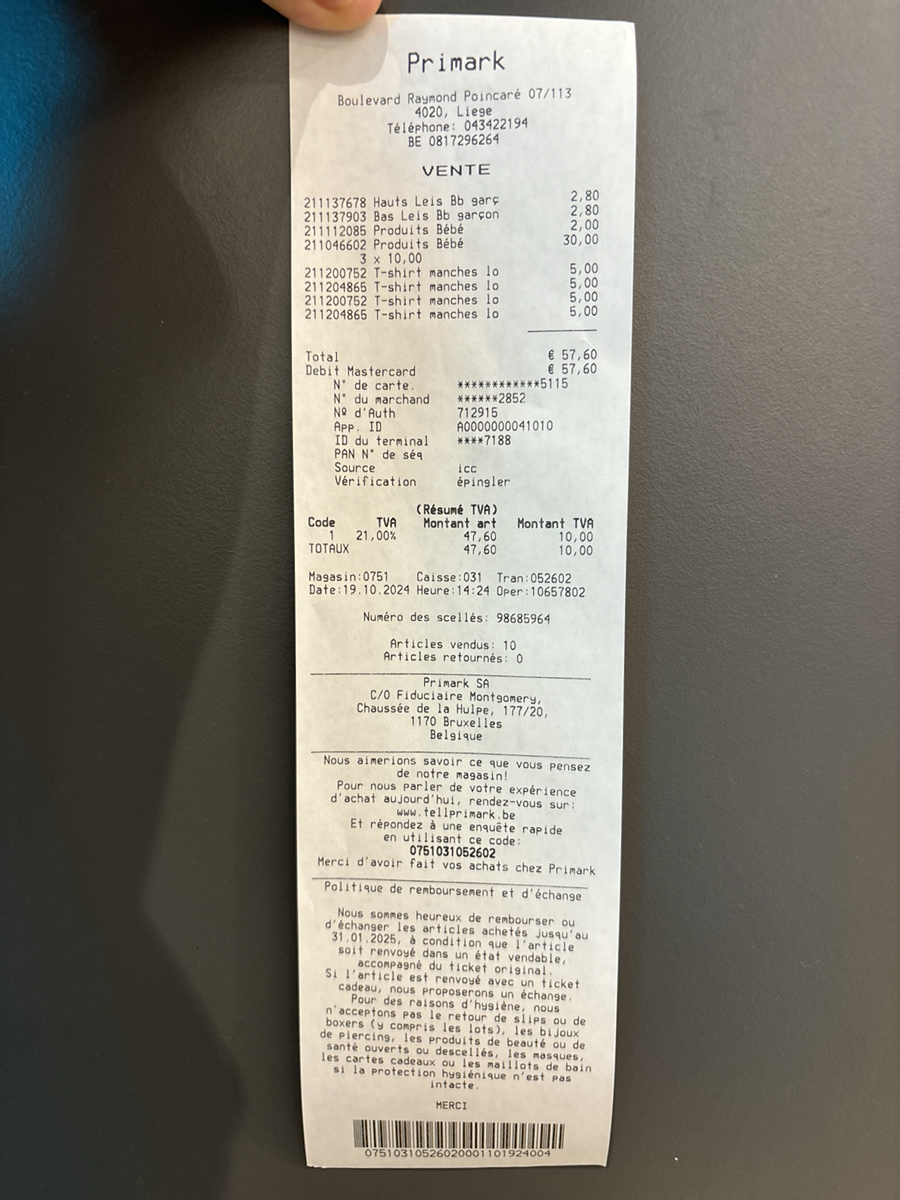 Primark
Boulevard Raymond Poincaré 07/113
4020, Liege
Téléphone: 043422194
BE 0817296264
VENTE
211137678 Hauts Leis Bb garç 2,80
211137903 Bas Leis Bb garçon 2,80
211112085 Produits Bébé 2,00
211046602 Produits Bébé 30,00
3 x 10,00
211200752 T-shirt manches lo 5,00
211204865 T-shirt manches lo 5,00
211200752 T-shirt manches lo 5,00
211204865 T-shirt manches lo 5,00
Total € 57,60
Debit Mastercard € 57,60
N° de carte. ************5115
N° du marchand ******2852
Nº d'Auth 712915
App. ID A0000000041010
ID du terminal ****7188
PAN N° de séq
Source icc
Vérification épingler
(Résumé TVA)
Code TVA Montant art Montant TVA
1 21,00% 47,60 10,00
TOTAUX 47,60 10,00
Magasin:0751 Caisse:031 Tran:052602
Date:19.10.2024 Heure:14:24 Oper:10657802
Numéro des scellés: 98685964
Articles vendus: 10
Articles retournés: 0
Primark SA
C/O Fiduciaire Montgomery,
Chaussée de la Hulpe, 177/20,
1170 Bruxelles
Belgique
Nous aimerions savoir ce que vous pensez
de notre magasin!
Pour nous parler de votre expérience
d'achat aujourd'hui, rendez-vous sur:
www.tellprimark.be
Et répondez à une enquête rapide
en utilisant ce code:
0751031052602
Merci d'avoir fait vos achats chez Primark
Politique de remboursement et d'échange
Nous sommes heureux de rembourser ou
d'échanger les articles achetés jusqu'au
31.01.2025, à condition que l'article
soit renvoyé dans un état vendable,
accompagné du ticket original.
Si l'article est renvoyé avec un ticket
cadeau, nous proposerons un échange.
Pour des raisons d'hygiène, nous
n'acceptons pas le retour de slips ou de
boxers (y compris les lots), les bijoux
de piercing, les produits de beauté ou de
santé ouverts ou descellés, les masques,
les cartes cadeaux ou les maillots de bain
si la protection hygiénique n'est pas
intacte.
MERCI
07510310526020001101924004